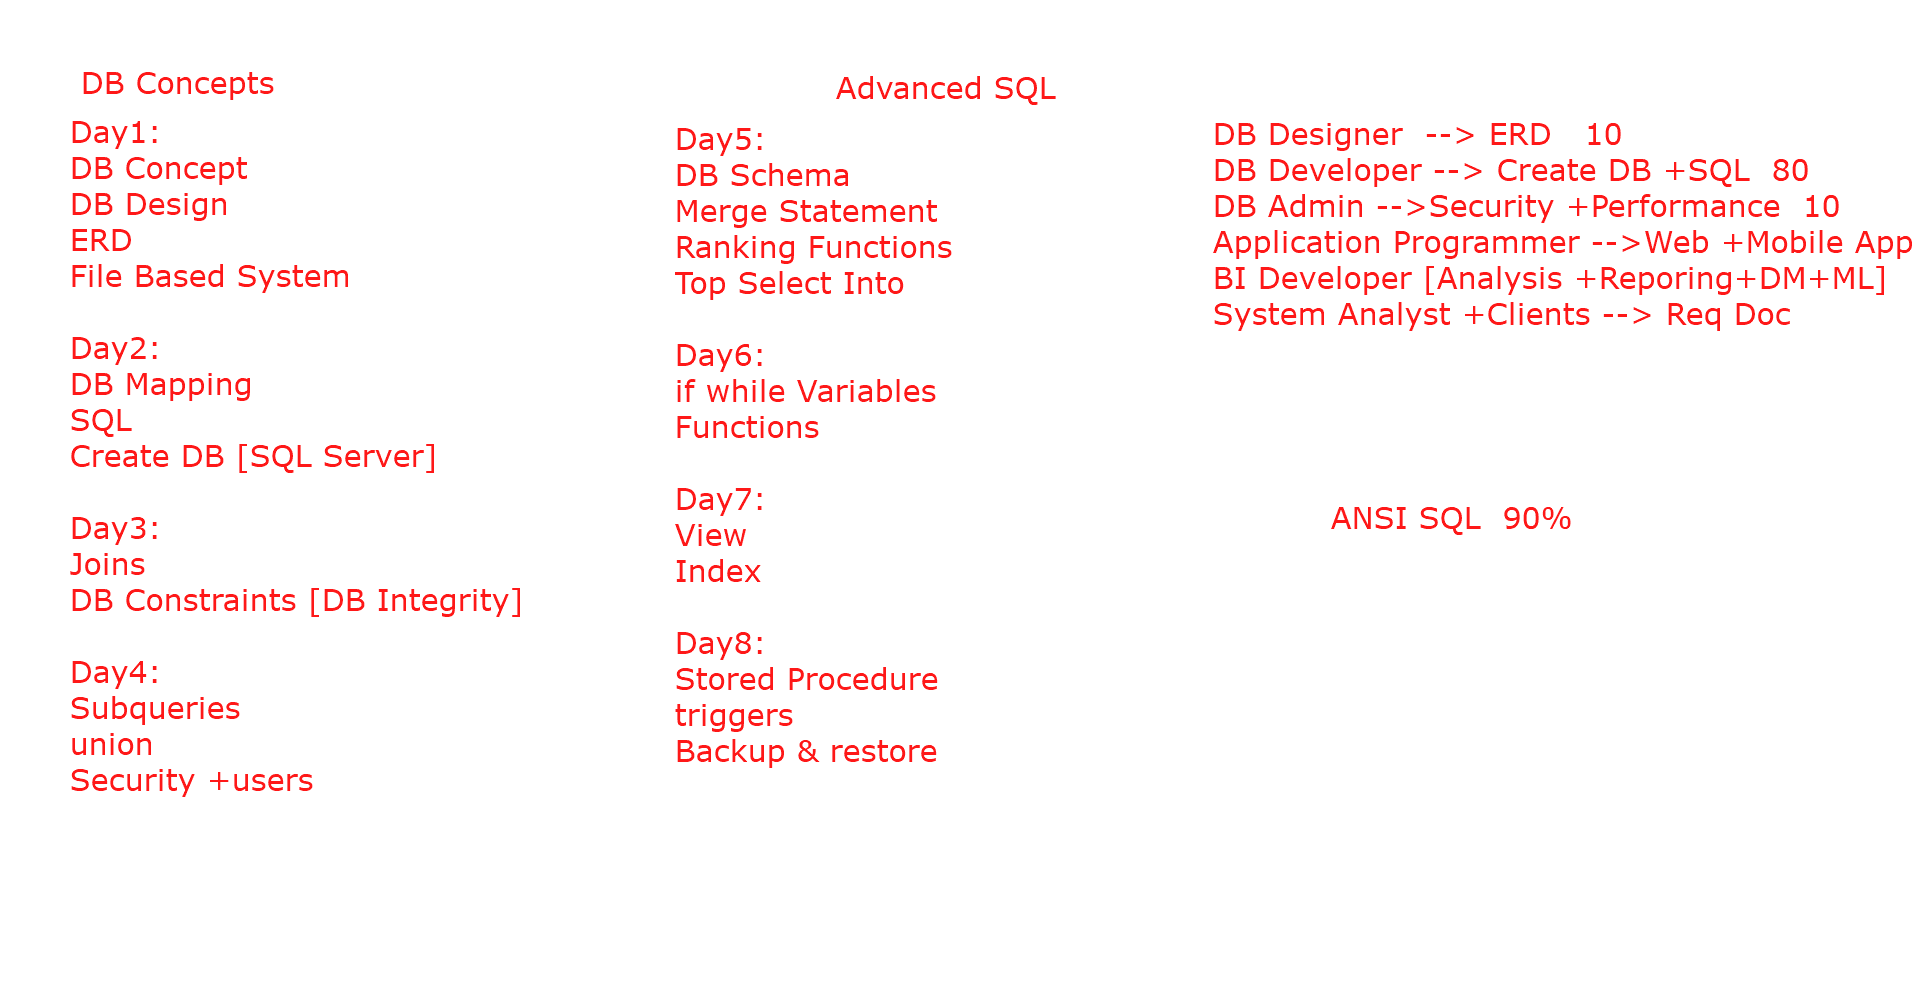 DB Concepts
Day1:
DB Concept
DB Design
ERD
File Based System
Day2:
DB Mapping
SQL
Create DB [SQL Server]
Day3:
Joins
DB Constraints [DB Integrity]
Day4:
Subqueries
union
Security +users
Advanced SQL
Day5:
DB Schema
Merge Statement
Ranking Functions
Top Select Into
Day6:
if while Variables
Functions
Day7:
View
Index
Day8:
Stored Procedure
triggers
Backup & restore
DB Designer --> ERD 10
DB Developer --> Create DB +SQL 80
DB Admin -->Security +Performance 10
Application Programmer -->Web +Mobile App
BI Developer [Analysis +Reporing+DM+ML]
System Analyst +Clients --> Req Doc
ANSI SQL 90%